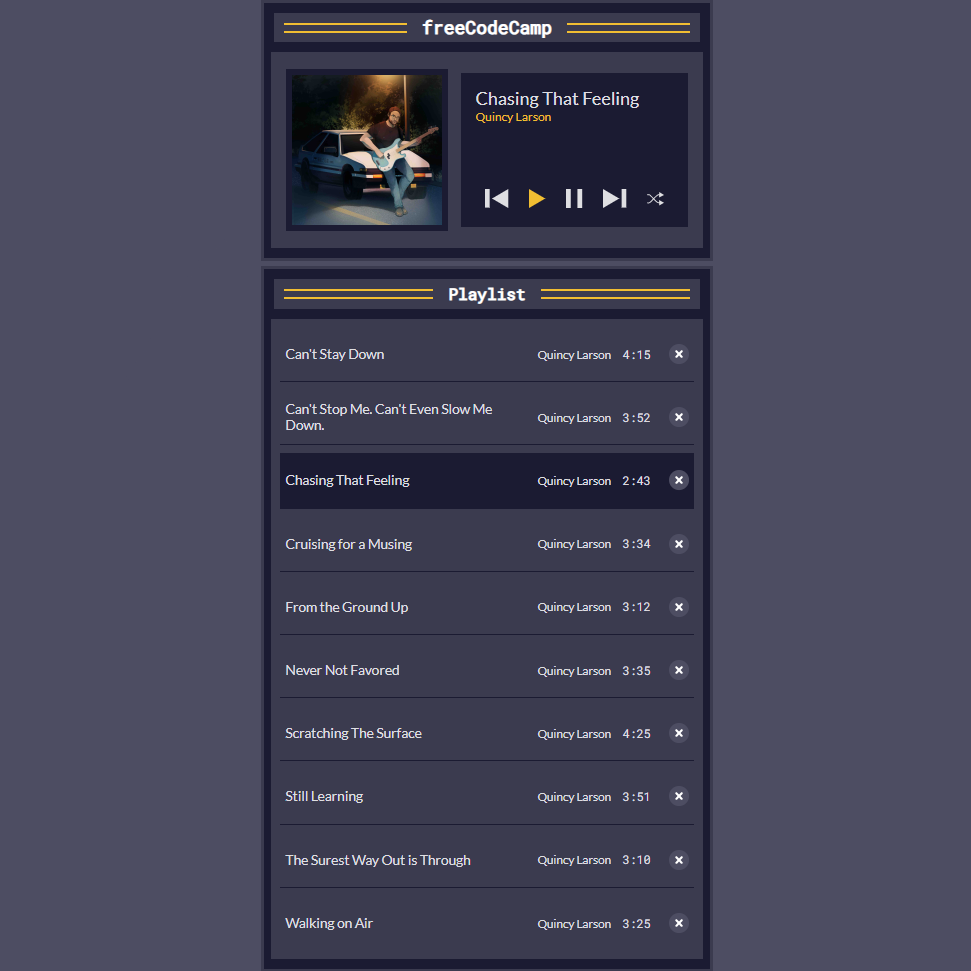 freeCodeCamp
Chasing That Feeling
Quincy Larson
Playlist
Can't Stay Down Quincy Larson 4:15
Can't Stop Me. Can't Even Slow Me
Down. Quincy Larson 3:52
Chasing That Feeling Quincy Larson 2:43
Cruising for a Musing Quincy Larson 3:34
From the Ground Up Quincy Larson 3:12
Never Not Favored Quincy Larson 3:35
Scratching The Surface Quincy Larson 4:25
Still Learning Quincy Larson 3:51
The Surest Way Out is Through Quincy Larson 3:10
Walking on Air Quincy Larson 3:25